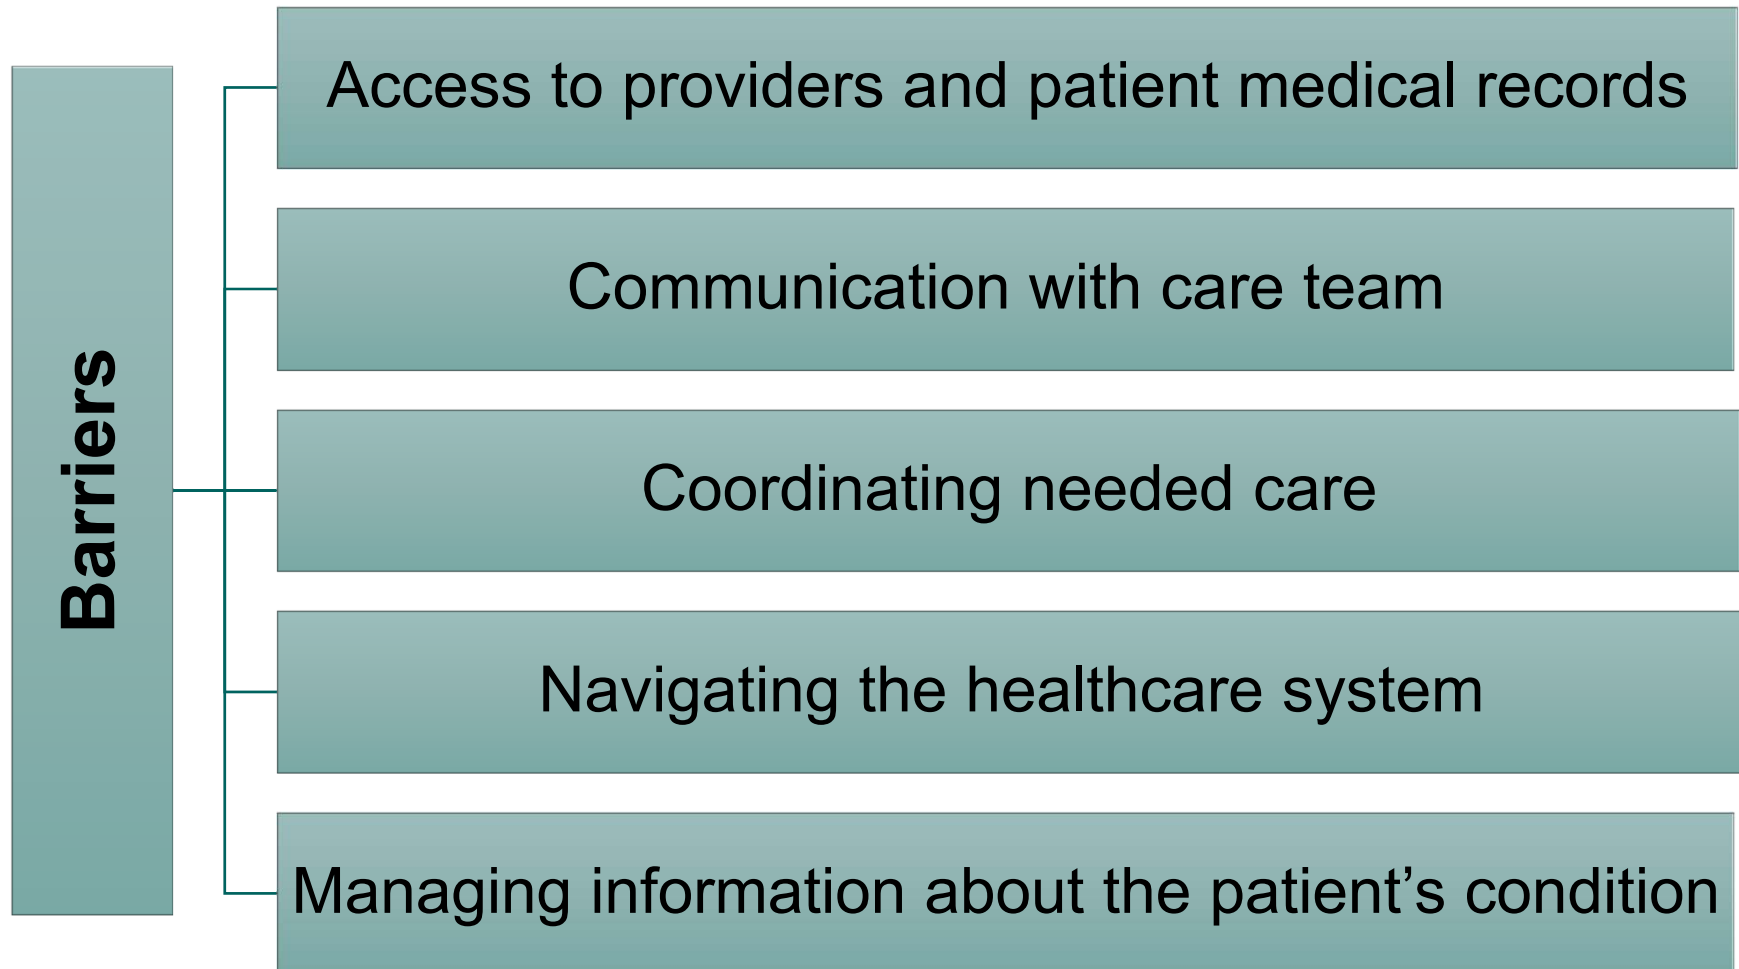 Barriers
Access to providers and patient medical records
Communication with care team
Coordinating needed care
Navigating the healthcare system
Managing information about the patient’s condition